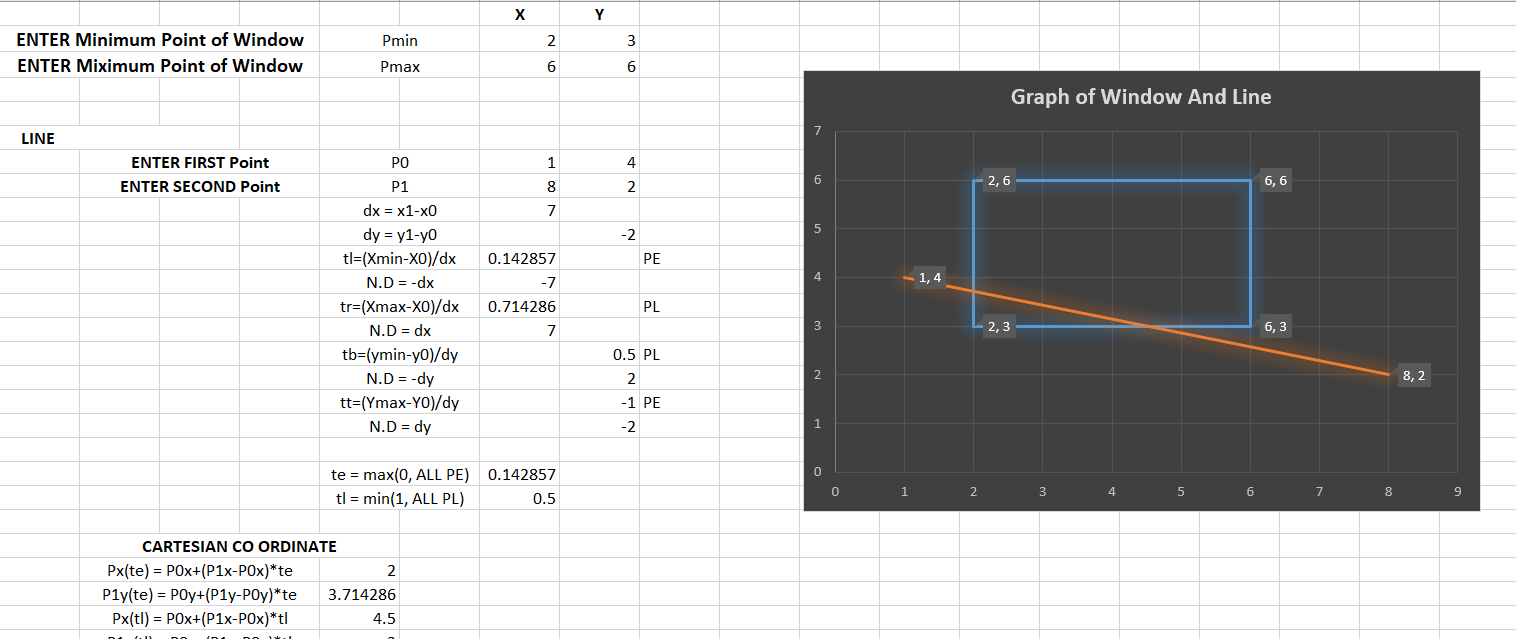 X Y
ENTER Minimum Point of Window Pmin 2 3
ENTER Miximum Point of Window Pmax 6 6
LINE
ENTER FIRST Point P0 1 4
ENTER SECOND Point P1 8 2
dx = x1-x0 7
dy = y1-y0 -2
tl=(Xmin-X0)/dx 0.142857 PE
N.D = -dx -7
tr=(Xmax-X0)/dx 0.714286 PL
N.D = dx 7
tb=(ymin-y0)/dy 0.5 PL
N.D = -dy 2
tt=(Ymax-Y0)/dy -1 PE
N.D = dy -2
te = max(0, ALL PE) 0.142857
tl = min(1, ALL PL) 0.5
CARTESIAN CO ORDINATE
Px(te) = P0x+(P1x-P0x)*te 2
P1y(te) = P0y+(P1y-P0y)*te 3.714286
Px(tl) = P0x+(P1x-P0x)*tl 4.5
Graph of Window And Line
7
6
5
4
3
2
1
0
2, 6
6, 6
1, 4
2, 3
6, 3
8, 2
0 1 2 3 4 5 6 7 8 9